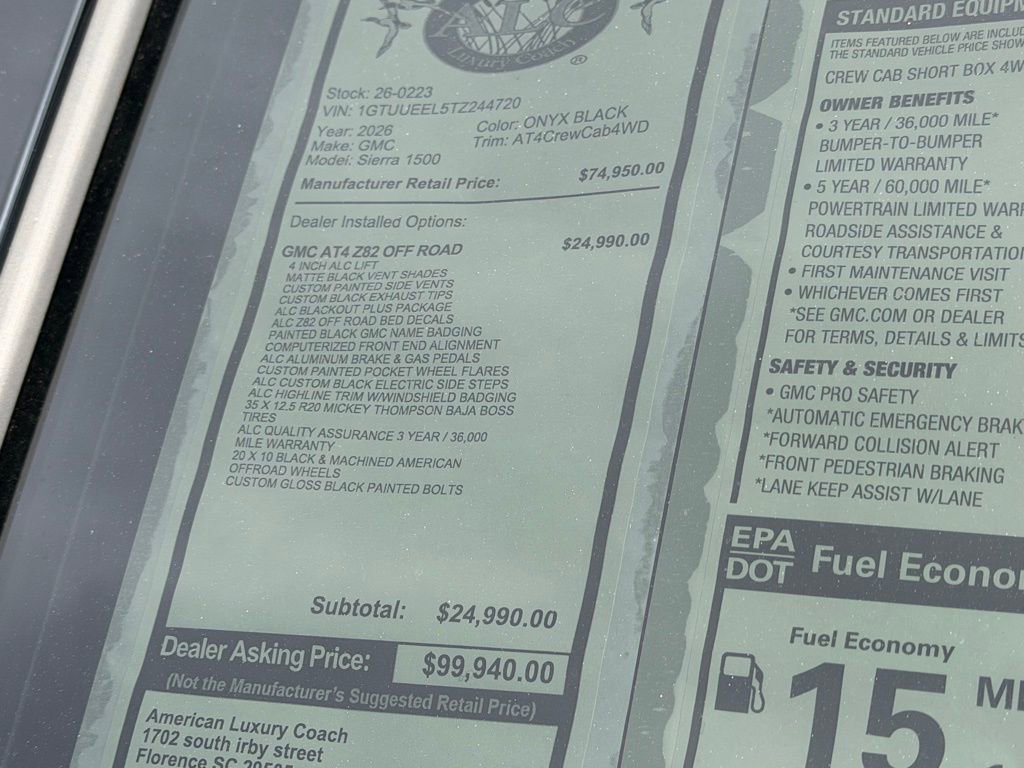 ALC
Luxury Coach
®
Stock: 26-0223
VIN: 1GTUUEEL5TZ244720
Year: 2026
Color: ONYX BLACK
Make: GMC
Trim: AT4CrewCab4WD
Model: Sierra 1500
Manufacturer Retail Price: $74,950.00
Dealer Installed Options:
GMC AT4 Z82 OFF ROAD $24,990.00
4 INCH ALC LIFT
MATTE BLACK VENT SHADES
CUSTOM PAINTED SIDE VENTS
CUSTOM BLACK EXHAUST TIPS
ALC BLACKOUT PLUS PACKAGE
ALC Z82 OFF ROAD BED DECALS
PAINTED BLACK GMC NAME BADGING
COMPUTERIZED FRONT END ALIGNMENT
ALC ALUMINUM BRAKE & GAS PEDALS
CUSTOM PAINTED POCKET WHEEL FLARES
ALC CUSTOM BLACK ELECTRIC SIDE STEPS
ALC HIGHLINE TRIM W/WINDSHIELD BADGING
35 X 12.5 R20 MICKEY THOMPSON BAJA BOSS
TIRES
ALC QUALITY ASSURANCE 3 YEAR / 36,000
MILE WARRANTY
20 X 10 BLACK & MACHINED AMERICAN
OFFROAD WHEELS
CUSTOM GLOSS BLACK PAINTED BOLTS
Subtotal: $24,990.00
Dealer Asking Price: $99,940.00
(Not the Manufacturer's Suggested Retail Price)
American Luxury Coach
1702 south irby street
Florence SC
STANDARD EQUIPM
ITEMS FEATURED BELOW ARE INCLU
THE STANDARD VEHICLE PRICE SHOW
CREW CAB SHORT BOX 4W
OWNER BENEFITS
• 3 YEAR / 36,000 MILE*
BUMPER-TO-BUMPER
LIMITED WARRANTY
• 5 YEAR / 60,000 MILE*
POWERTRAIN LIMITED WARR
ROADSIDE ASSISTANCE &
COURTESY TRANSPORTATIO
• FIRST MAINTENANCE VISIT
• WHICHEVER COMES FIRST
*SEE GMC.COM OR DEALER
FOR TERMS, DETAILS & LIMITS
SAFETY & SECURITY
• GMC PRO SAFETY
*AUTOMATIC EMERGENCY BRAK
*FORWARD COLLISION ALERT
*FRONT PEDESTRIAN BRAKING
*LANE KEEP ASSIST W/LANE
EPA
DOT
Fuel Econo
Fuel Economy
15